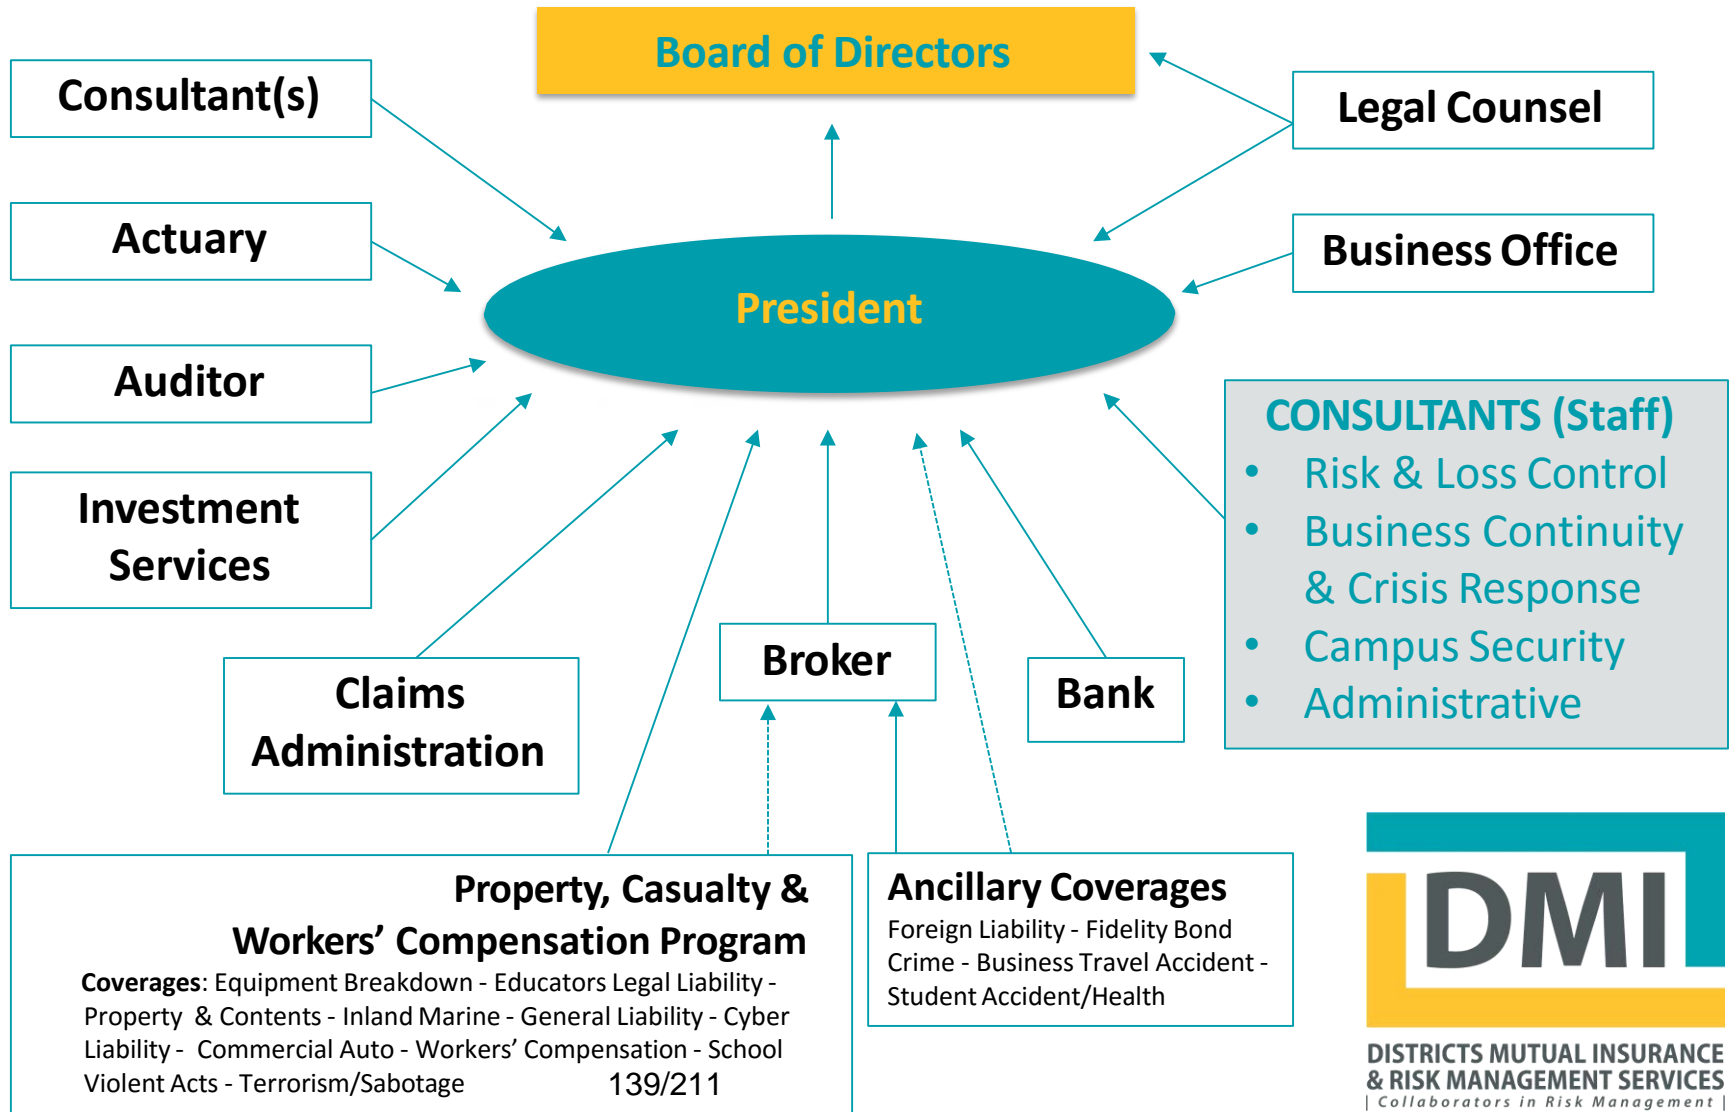 Board of Directors
Consultant(s)
Legal Counsel
Actuary
Business Office
President
Auditor
CONSULTANTS (Staff)
• Risk & Loss Control
• Business Continuity
& Crisis Response
• Campus Security
• Administrative
Investment
Services
Broker
Claims
Administration
Bank
Property, Casualty &
Workers’ Compensation Program
Coverages: Equipment Breakdown - Educators Legal Liability -
Property & Contents - Inland Marine - General Liability - Cyber
Liability - Commercial Auto - Workers’ Compensation - School
Violent Acts - Terrorism/Sabotage
139/211
Ancillary Coverages
Foreign Liability - Fidelity Bond
Crime - Business Travel Accident -
Student Accident/Health
DMI
DISTRICTS MUTUAL INSURANCE
& RISK MANAGEMENT SERVICES
| Collaborators in Risk Management |